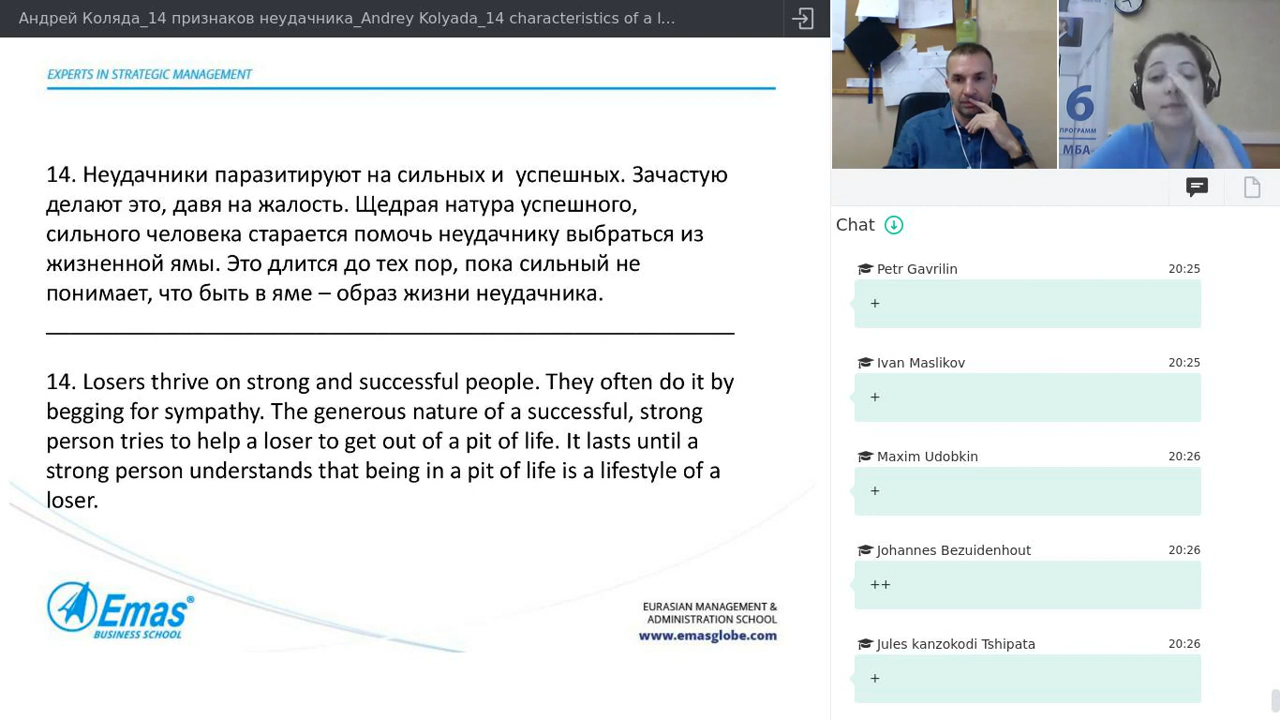 Андрей Коляда_14 признаков неудачника_Andrey Kolyada_14 characteristics of a l...
EXPERTS IN STRATEGIC MANAGEMENT
14. Неудачники паразитируют на сильных и успешных. Зачастую
делают это, давя на жалость. Щедрая натура успешного,
сильного человека старается помочь неудачнику выбраться из
жизненной ямы. Это длится до тех пор, пока сильный не
понимает, что быть в яме – образ жизни неудачника.
14. Losers thrive on strong and successful people. They often do it by
begging for sympathy. The generous nature of a successful, strong
person tries to help a loser to get out of a pit of life. It lasts until a
strong person understands that being in a pit of life is a lifestyle of a
loser.
Emas®
BUSINESS SCHOOL
EURASIAN MANAGEMENT &
ADMINISTRATION SCHOOL
www.emasglobe.com
6
ПРОГРАММ
МБА
Chat
Petr Gavrilin 20:25
+
Ivan Maslikov 20:25
+
Maxim Udobkin 20:26
+
Johannes Bezuidenhout 20:26
++
Jules kanzokodi Tshipata 20:26
+